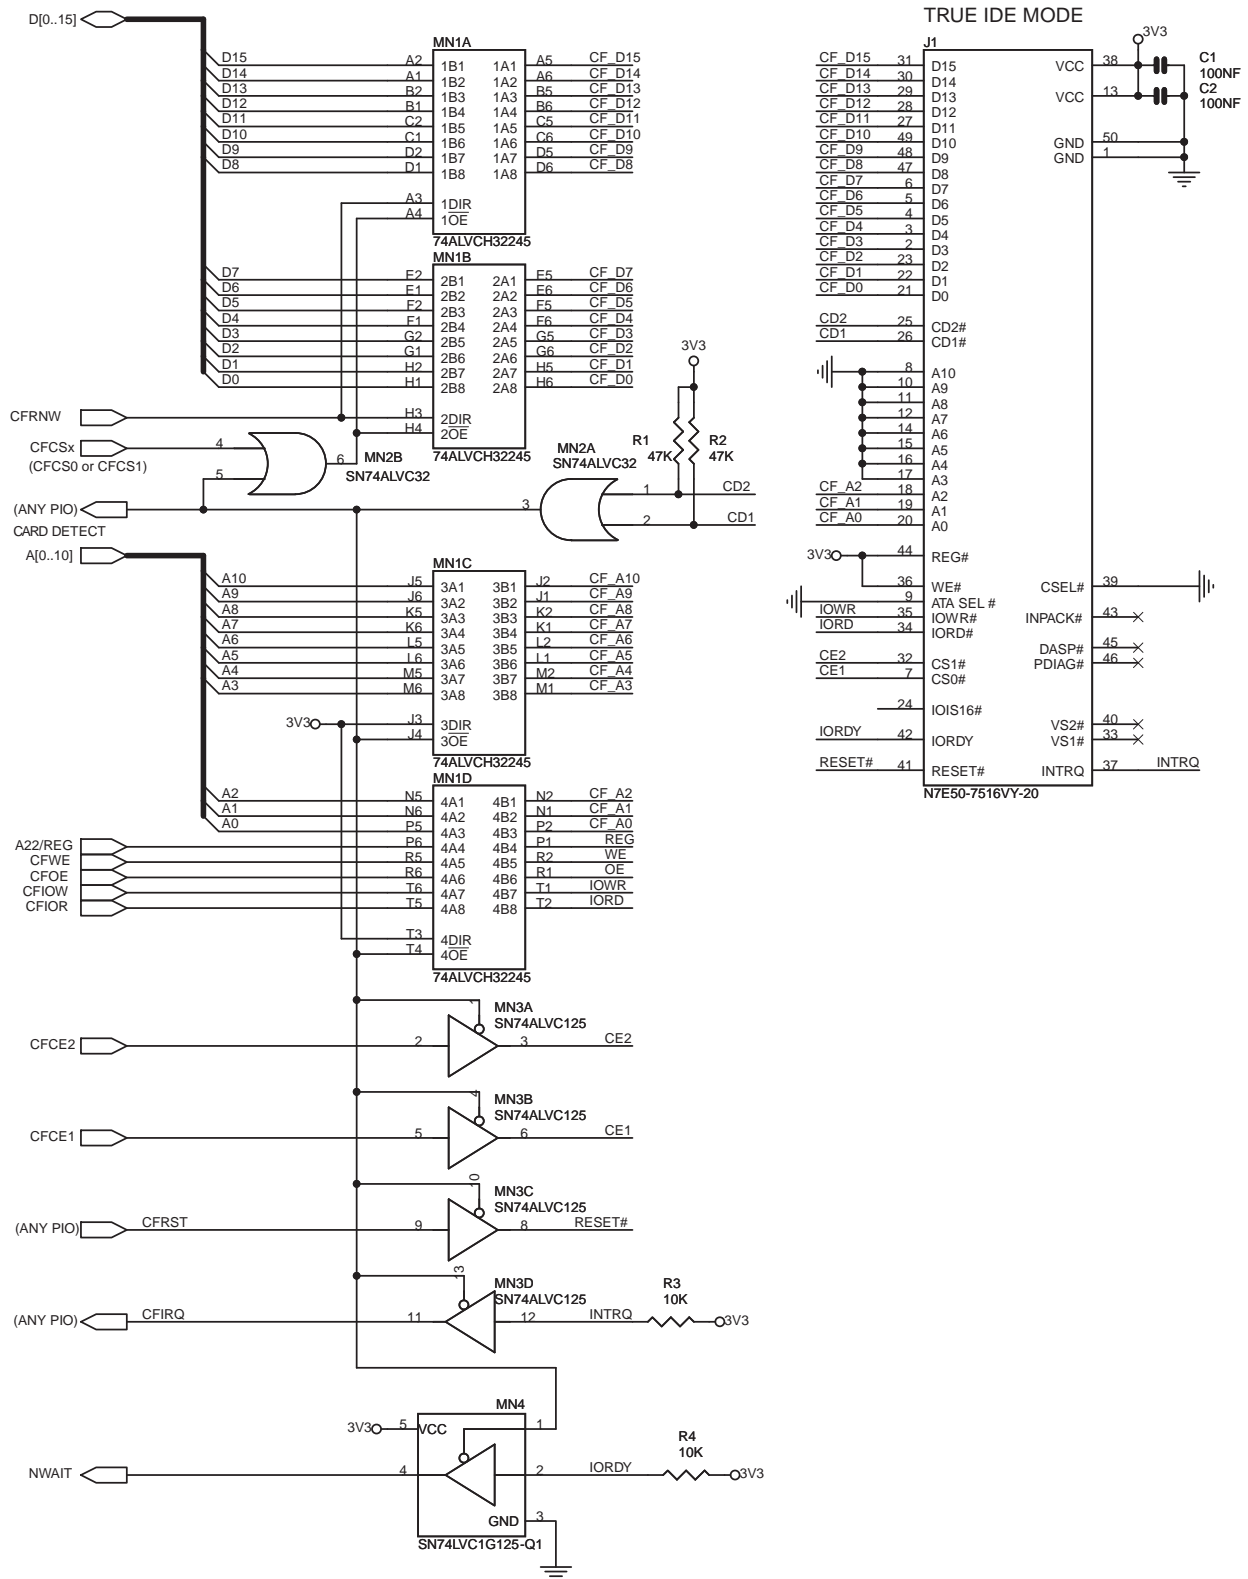 TRUE IDE MODE
D[0..15]
MN1A
D15 A2 1B1 1A1 A5 CF_D15
D14 A1 1B2 1A2 A6 CF_D14
D13 B2 1B3 1A3 B5 CF_D13
D12 B1 1B4 1A4 B6 CF_D12
D11 C2 1B5 1A5 C5 CF_D11
D10 C1 1B6 1A6 C6 CF_D10
D9 D2 1B7 1A7 D5 CF_D9
D8 D1 1B8 1A8 D6 CF_D8
A3 1DIR
A4 1OE
74ALVCH32245
MN1B
D7 E2 2B1 2A1 E5 CF_D7
D6 E1 2B2 2A2 E6 CF_D6
D5 F2 2B3 2A3 F5 CF_D5
D4 F1 2B4 2A4 F6 CF_D4
D3 G2 2B5 2A5 G5 CF_D3
D2 G1 2B6 2A6 G6 CF_D2
D1 H2 2B7 2A7 H5 CF_D1
D0 H1 2B8 2A8 H6 CF_D0
CFRNW H3 2DIR
H4 2OE
74ALVCH32245
CFCSx 4
(CFCS0 or CFCS1)
5
6 MN2B
SN74ALVC32
3V3
R1 47K
R2 47K
MN2A
SN74ALVC32
1 CD2
2 CD1
3
(ANY PIO)
CARD DETECT
A[0..10]
MN1C
A10 J5 3A1 3B1 J2 CF_A10
A9 J6 3A2 3B2 J1 CF_A9
A8 K5 3A3 3B3 K2 CF_A8
A7 K6 3A4 3B4 K1 CF_A7
A6 L5 3A5 3B5 L2 CF_A6
A5 L6 3A6 3B6 L1 CF_A5
A4 M5 3A7 3B7 M2 CF_A4
A3 M6 3A8 3B8 M1 CF_A3
3V3 J3 3DIR
J4 3OE
74ALVCH32245
MN1D
A2 N5 4A1 4B1 N2 CF_A2
A1 N6 4A2 4B2 N1 CF_A1
A0 P5 4A3 4B3 P2 CF_A0
A22/REG P6 4A4 4B4 P1 REG
CFWE R5 4A5 4B5 R2 WE
CFOE R6 4A6 4B6 R1 OE
CFIOW T6 4A7 4B7 T1 IOWR
CFIOR T5 4A8 4B8 T2 IORD
T3 4DIR
T4 4OE
74ALVCH32245
1 MN3A
SN74ALVC125
CFCE2 2 3 CE2
4 MN3B
SN74ALVC125
CFCE1 5 6 CE1
10 MN3C
SN74ALVC125
(ANY PIO) CFRST 9 8 RESET#
13 MN3D
SN74ALVC125
R3
10K
(ANY PIO) CFIRQ 11 12 INTRQ 3V3
MN4
3V3 5 VCC 1
R4
10K
NWAIT 4 2 IORDY 3V3
GND 3
SN74LVC1G125-Q1
J1
3V3
CF_D15 31 D15
CF_D14 30 D14
CF_D13 29 D13
CF_D12 28 D12
CF_D11 27 D11
CF_D10 49 D10
CF_D9 48 D9
CF_D8 47 D8
CF_D7 6 D7
CF_D6 5 D6
CF_D5 4 D5
CF_D4 3 D4
CF_D3 2 D3
CF_D2 23 D2
CF_D1 22 D1
CF_D0 21 D0
CD2 25 CD2#
CD1 26 CD1#
8 A10
10 A9
11 A8
12 A7
14 A6
15 A5
16 A4
17 A3
CF_A2 18 A2
CF_A1 19 A1
CF_A0 20 A0
3V3 44 REG#
36 WE#
9 ATA SEL #
IOWR 35 IOWR#
IORD 34 IORD#
CE2 32 CS1#
CE1 7 CS0#
24 IOIS16#
IORDY 42 IORDY
RESET# 41 RESET#
VCC 38
C1
100NF
VCC 13
C2
100NF
GND 50
GND 1
CSEL# 39
INPACK# 43
DASP# 45
PDIAG# 46
VS2# 40
VS1# 33
INTRQ 37 INTRQ
N7E50-7516VY-20